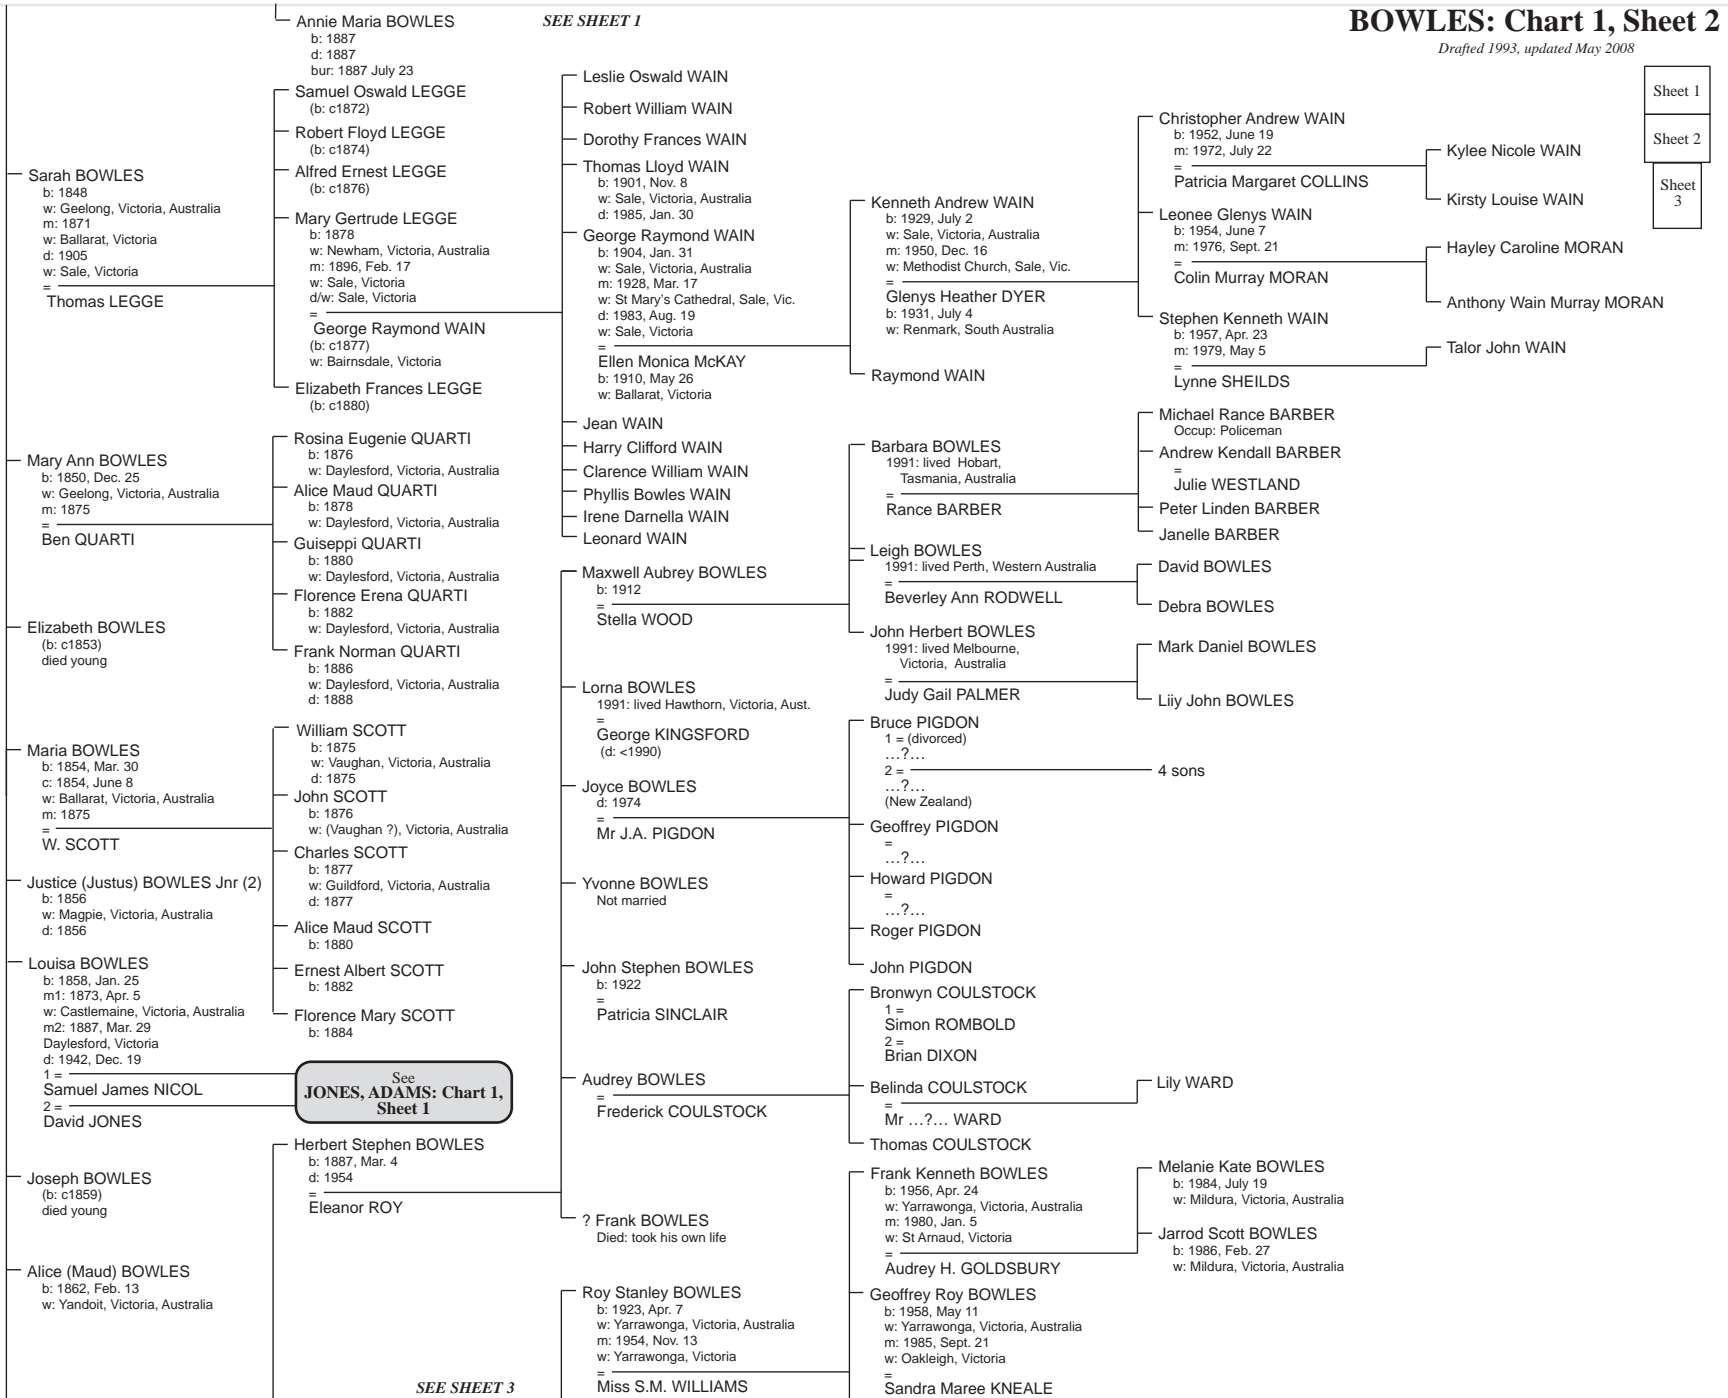 BOWLES: Chart 1, Sheet 2
Drafted 1993, updated May 2008
Sheet 1
Sheet 2
Sheet
3
SEE SHEET 1
Sarah BOWLES
b: 1848
w: Geelong, Victoria, Australia
m: 1871
w: Ballarat, Victoria
d: 1905
w: Sale, Victoria
=
Thomas LEGGE
Mary Ann BOWLES
b: 1850, Dec. 25
w: Geelong, Victoria, Australia
m: 1875
=
Ben QUARTI
Elizabeth BOWLES
(b: c1853)
died young
Maria BOWLES
b: 1854, Mar. 30
c: 1854, June 8
w: Ballarat, Victoria, Australia
m: 1875
=
W. SCOTT
Justice (Justus) BOWLES Jnr (2)
b: 1856
w: Magpie, Victoria, Australia
d: 1856
Louisa BOWLES
b: 1858, Jan. 25
m1: 1873, Apr. 5
w: Castlemaine, Victoria, Australia
m2: 1887, Mar. 29
Daylesford, Victoria
d: 1942, Dec. 19
1 =
Samuel James NICOL
2 =
David JONES
Joseph BOWLES
(b: c1859)
died young
Alice (Maud) BOWLES
b: 1862, Feb. 13
w: Yandoit, Victoria, Australia
Annie Maria BOWLES
b: 1887
d: 1887
bur: 1887 July 23
Samuel Oswald LEGGE
(b: c1872)
Robert Floyd LEGGE
(b: c1874)
Alfred Ernest LEGGE
(b: c1876)
Mary Gertrude LEGGE
b: 1878
w: Newham, Victoria, Australia
m: 1896, Feb. 17
w: Sale, Victoria
d/w: Sale, Victoria
=
George Raymond WAIN
(b: c1877)
w: Bairnsdale, Victoria
Elizabeth Frances LEGGE
(b: c1880)
Rosina Eugenie QUARTI
b: 1876
w: Daylesford, Victoria, Australia
Alice Maud QUARTI
b: 1878
w: Daylesford, Victoria, Australia
Guiseppi QUARTI
b: 1880
w: Daylesford, Victoria, Australia
Florence Erena QUARTI
b: 1882
w: Daylesford, Victoria, Australia
Frank Norman QUARTI
b: 1886
w: Daylesford, Victoria, Australia
d: 1888
William SCOTT
b: 1875
w: Vaughan, Victoria, Australia
d: 1875
John SCOTT
b: 1876
w: (Vaughan ?), Victoria, Australia
Charles SCOTT
b: 1877
w: Guildford, Victoria, Australia
d: 1877
Alice Maud SCOTT
b: 1880
Ernest Albert SCOTT
b: 1882
Florence Mary SCOTT
b: 1884
See
JONES, ADAMS: Chart 1,
Sheet 1
Herbert Stephen BOWLES
b: 1887, Mar. 4
d: 1954
=
Eleanor ROY
SEE SHEET 3
Leslie Oswald WAIN
Robert William WAIN
Dorothy Frances WAIN
Thomas Lloyd WAIN
b: 1901, Nov. 8
w: Sale, Victoria, Australia
d: 1985, Jan. 30
George Raymond WAIN
b: 1904, Jan. 31
w: Sale, Victoria, Australia
m: 1928, Mar. 17
w: St Mary's Cathedral, Sale, Vic.
d: 1983, Aug. 19
w: Sale, Victoria
=
Ellen Monica McKAY
b: 1910, May 26
w: Ballarat, Victoria
Jean WAIN
Harry Clifford WAIN
Clarence William WAIN
Phyllis Bowles WAIN
Irene Darnella WAIN
Leonard WAIN
Maxwell Aubrey BOWLES
b: 1912
=
Stella WOOD
Lorna BOWLES
1991: lived Hawthorn, Victoria, Aust.
=
George KINGSFORD
(d: <1990)
Joyce BOWLES
d: 1974
=
Mr J.A. PIGDON
Yvonne BOWLES
Not married
John Stephen BOWLES
b: 1922
=
Patricia SINCLAIR
Audrey BOWLES
=
Frederick COULSTOCK
? Frank BOWLES
Died: took his own life
Roy Stanley BOWLES
b: 1923, Apr. 7
w: Yarrawonga, Victoria, Australia
m: 1954, Nov. 13
w: Yarrawonga, Victoria
=
Miss S.M. WILLIAMS
Kenneth Andrew WAIN
b: 1929, July 2
w: Sale, Victoria, Australia
m: 1950, Dec. 16
w: Methodist Church, Sale, Vic.
=
Glenys Heather DYER
b: 1931, July 4
w: Renmark, South Australia
Raymond WAIN
Barbara BOWLES
1991: lived Hobart,
Tasmania, Australia
=
Rance BARBER
Leigh BOWLES
1991: lived Perth, Western Australia
=
Beverley Ann RODWELL
John Herbert BOWLES
1991: lived Melbourne,
Victoria, Australia
=
Judy Gail PALMER
Bruce PIGDON
1 = (divorced)
…?…
2 =
…?…
(New Zealand)
Geoffrey PIGDON
=
…?…
Howard PIGDON
=
…?…
Roger PIGDON
John PIGDON
Bronwyn COULSTOCK
1 =
Simon ROMBOLD
2 =
Brian DIXON
Belinda COULSTOCK
=
Mr …?… WARD
Thomas COULSTOCK
Frank Kenneth BOWLES
b: 1956, Apr. 24
w: Yarrawonga, Victoria, Australia
m: 1980, Jan. 5
w: St Arnaud, Victoria
=
Audrey H. GOLDSBURY
Geoffrey Roy BOWLES
b: 1958, May 11
w: Yarrawonga, Victoria, Australia
m: 1985, Sept. 21
w: Oakleigh, Victoria
=
Sandra Maree KNEALE
Christopher Andrew WAIN
b: 1952, June 19
m: 1972, July 22
=
Patricia Margaret COLLINS
Leonee Glenys WAIN
b: 1954, June 7
m: 1976, Sept. 21
=
Colin Murray MORAN
Stephen Kenneth WAIN
b: 1957, Apr. 23
m: 1979, May 5
=
Lynne SHEILDS
Michael Rance BARBER
Occup: Policeman
Andrew Kendall BARBER
=
Julie WESTLAND
Peter Linden BARBER
Janelle BARBER
David BOWLES
Debra BOWLES
Mark Daniel BOWLES
Liiy John BOWLES
4 sons
Lily WARD
Melanie Kate BOWLES
b: 1984, July 19
w: Mildura, Victoria, Australia
Jarrod Scott BOWLES
b: 1986, Feb. 27
w: Mildura, Victoria, Australia
Kylee Nicole WAIN
Kirsty Louise WAIN
Hayley Caroline MORAN
Anthony Wain Murray MORAN
Talor John WAIN